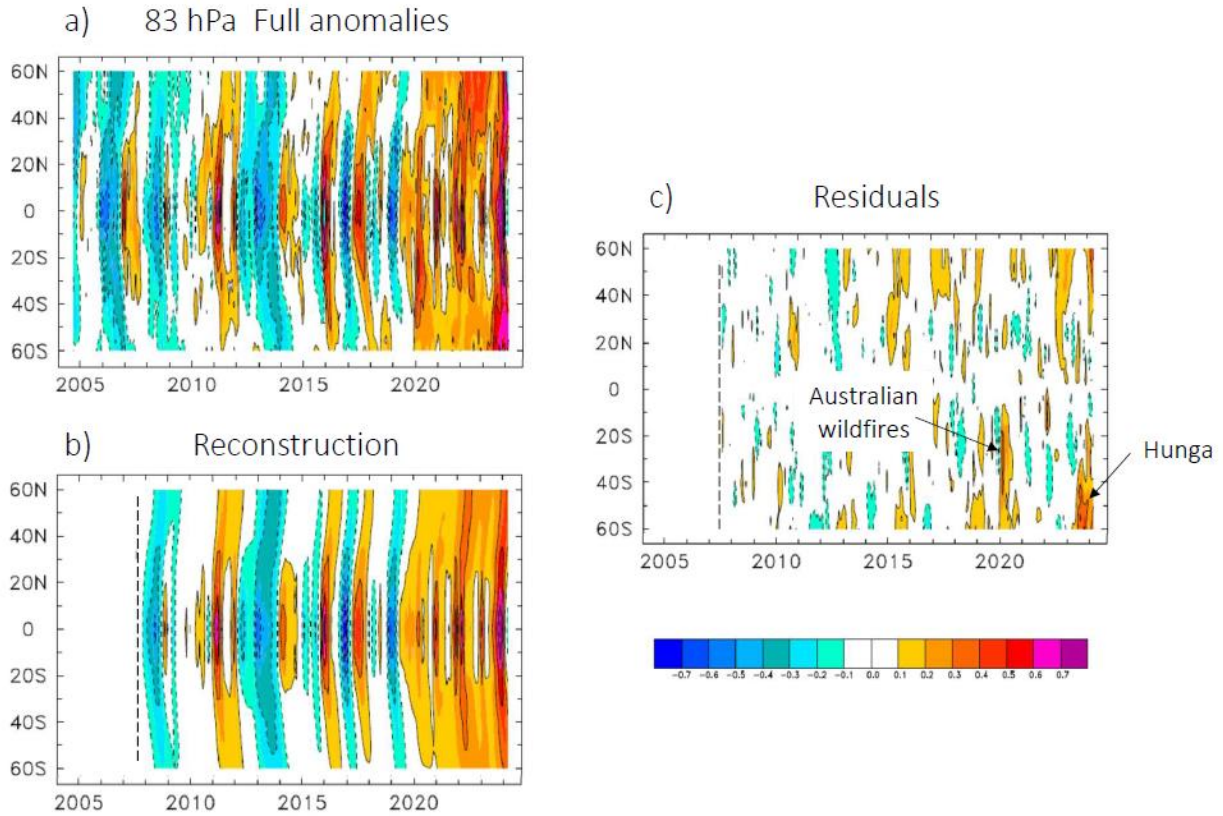 a) 83 hPa Full anomalies
60N
40N
20N
0
20S
40S
60S
2005 2010 2015 2020
b) Reconstruction
60N
40N
20N
0
20S
40S
60S
2005 2010 2015 2020
c) Residuals
60N
40N
20N
0
20S
40S
60S
Australian
wildfires
Hunga
2005 2010 2015 2020
-0.7 -0.6 -0.5 -0.4 -0.3 -0.2 -0.1 0.0 0.1 0.2 0.3 0.4 0.5 0.6 0.7